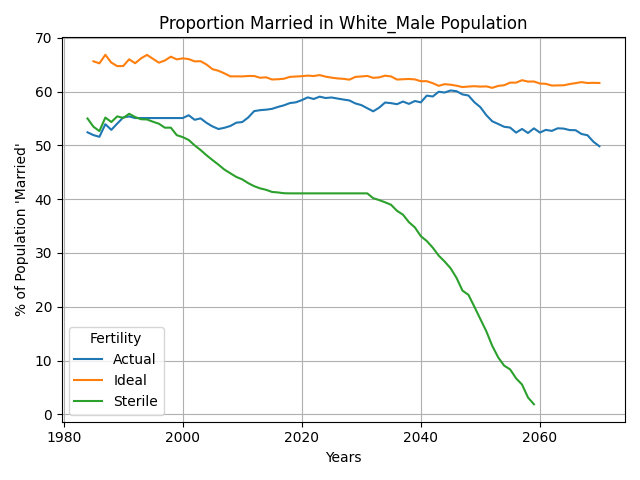 Proportion Married in White_Male Population
% of Population 'Married'
70
60
50
40
30
20
10
0
Fertility
Actual
Ideal
Sterile
1980 2000 2020 2040 2060
Years